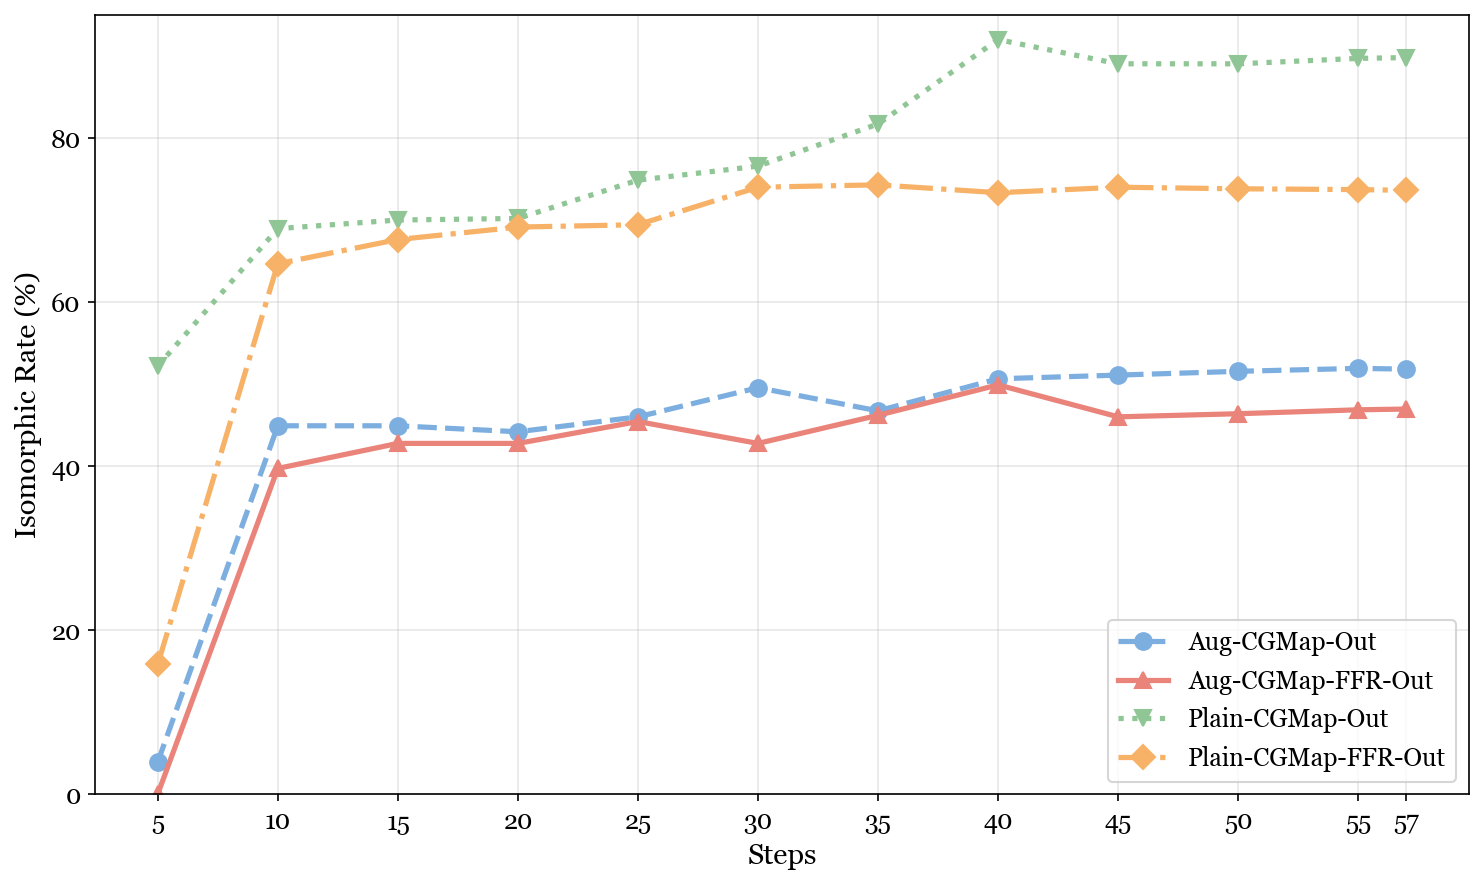 Isomorphic Rate (%)
80
60
40
20
0
5 10 15 20 25 30 35 40 45 50 55 57
Steps
Aug-CGMap-Out
Aug-CGMap-FFR-Out
Plain-CGMap-Out
Plain-CGMap-FFR-Out